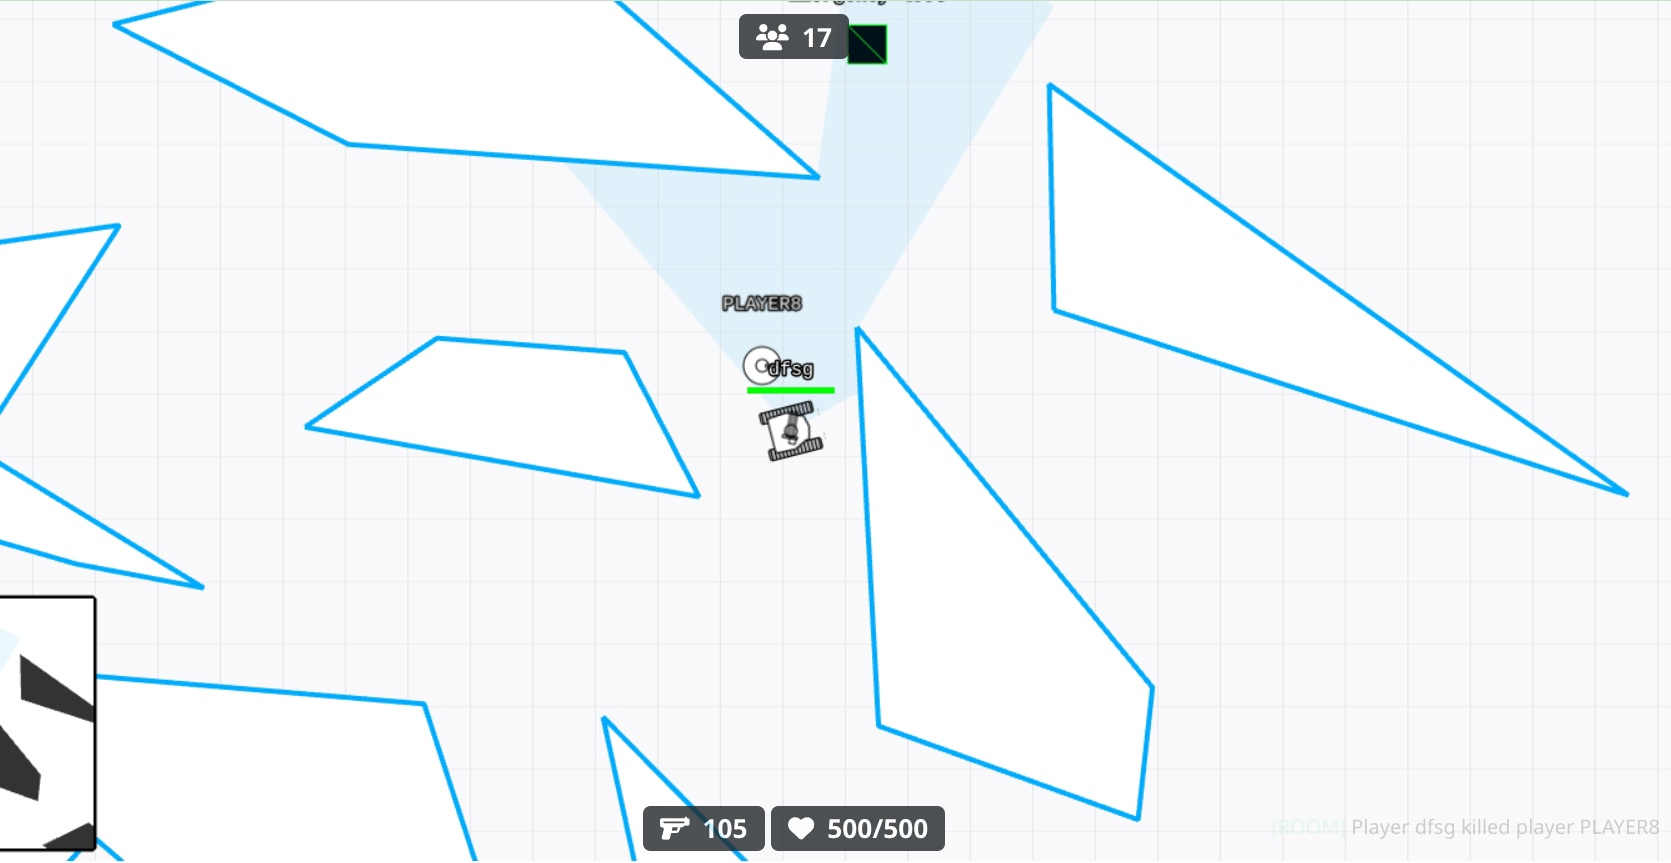 17
PLAYER8
dfsg
105
500/500
[ROOM] Player dfsg killed player PLAYER8